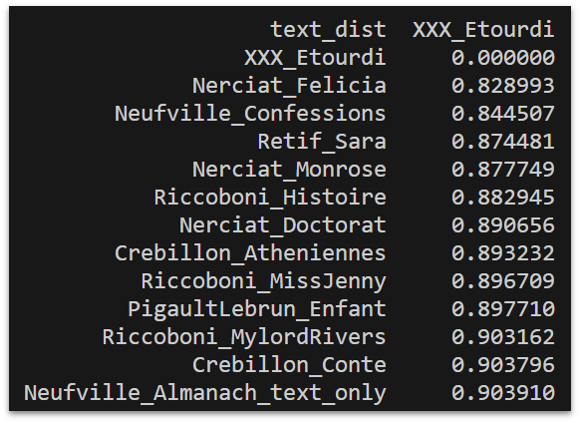 text_dist XXX_Etourdi
XXX_Etourdi 0.000000
Nerciat_Felicia 0.828993
Neufville_Confessions 0.844507
Retif_Sara 0.874481
Nerciat_Monrose 0.877749
Riccoboni_Histoire 0.882945
Nerciat_Doctorat 0.890656
Crebillon_Atheniennes 0.893232
Riccoboni_MissJenny 0.896709
PigaultLebrun_Enfant 0.897710
Riccoboni_MylordRivers 0.903162
Crebillon_Conte 0.903796
Neufville_Almanach_text_only 0.903910